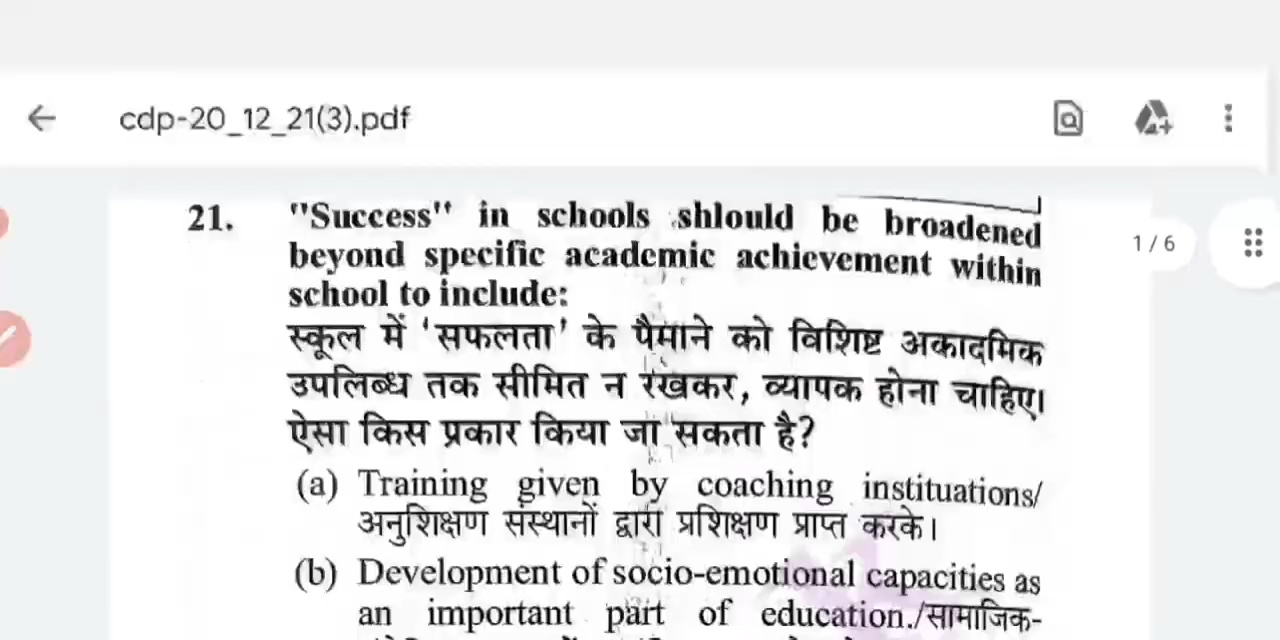 cdp-20_12_21(3).pdf
21. "Success" in schools shlould be broadened
1 / 6
beyond specific academic achievement within
school to include:
स्कूल में 'सफलता' के पैमाने को विशिष्ट अकादमिक
उपलिब्ध तक सीमित न रखकर, व्यापक होना चाहिए।
ऐसा किस प्रकार किया जा सकता है?
(a) Training given by coaching instituations/
अनुशिक्षण संस्थानों द्वारा प्रशिक्षण प्राप्त करके।
(b) Development of socio-emotional capacities as
an important part of education./सामाजिक-